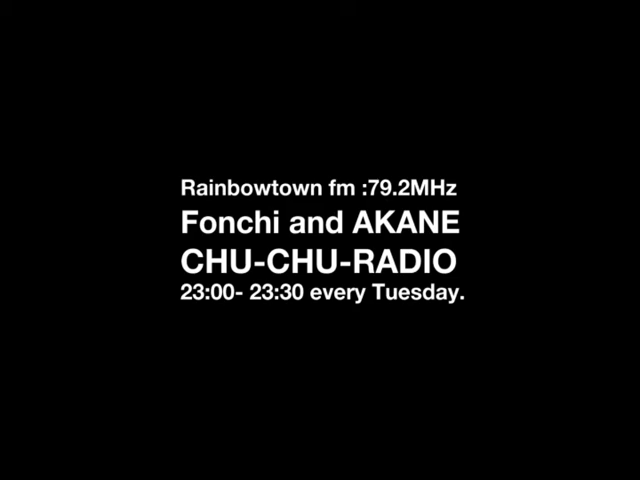 Rainbowtown fm :79.2MHz
Fonchi and AKANE
CHU-CHU-RADIO
23:00- 23:30 every Tuesday.